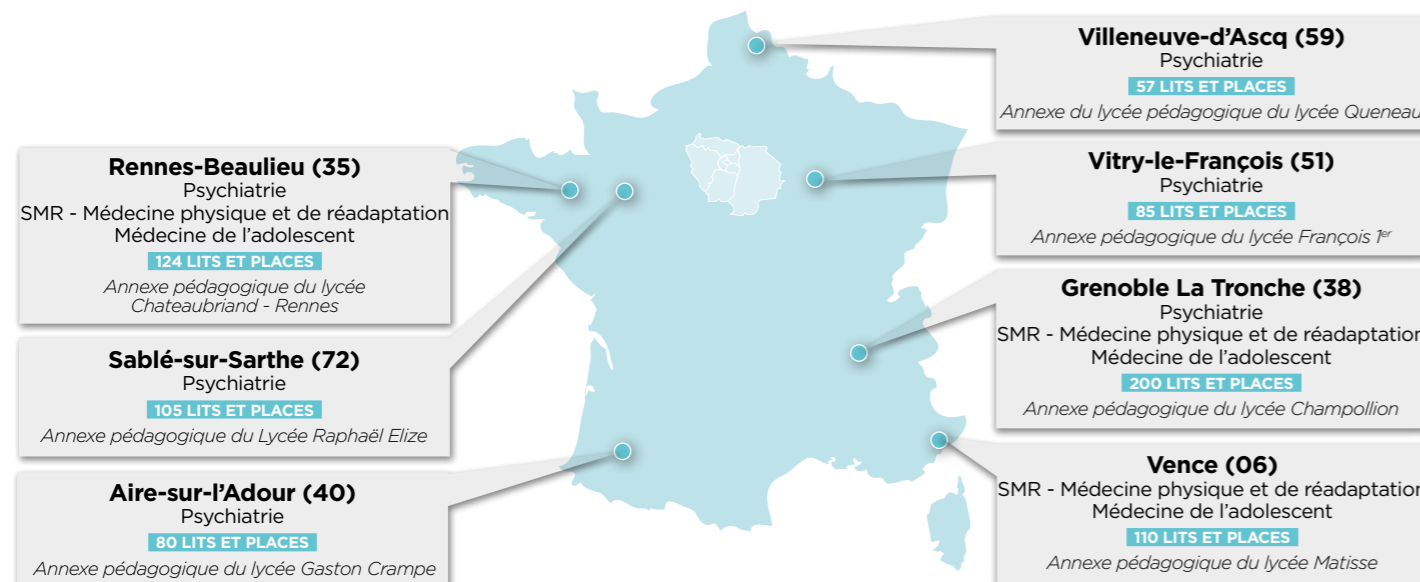 Villeneuve-d'Ascq (59)
Psychiatrie
57 LITS ET PLACES
Annexe du lycée pédagogique du lycée Queneau
Rennes-Beaulieu (35)
Psychiatrie
SMR - Médecine physique et de réadaptation
Médecine de l'adolescent
124 LITS ET PLACES
Annexe pédagogique du lycée
Chateaubriand - Rennes
Vitry-le-François (51)
Psychiatrie
85 LITS ET PLACES
Annexe pédagogique du lycée François 1er
Grenoble La Tronche (38)
Psychiatrie
SMR - Médecine physique et de réadaptation
Médecine de l'adolescent
200 LITS ET PLACES
Annexe pédagogique du lycée Champollion
Sablé-sur-Sarthe (72)
Psychiatrie
105 LITS ET PLACES
Annexe pédagogique du Lycée Raphaël Elize
Vence (06)
SMR - Médecine physique et de réadaptation
Médecine de l'adolescent
110 LITS ET PLACES
Annexe pédagogique du lycée Matisse
Aire-sur-l'Adour (40)
Psychiatrie
80 LITS ET PLACES
Annexe pédagogique du lycée Gaston Crampe